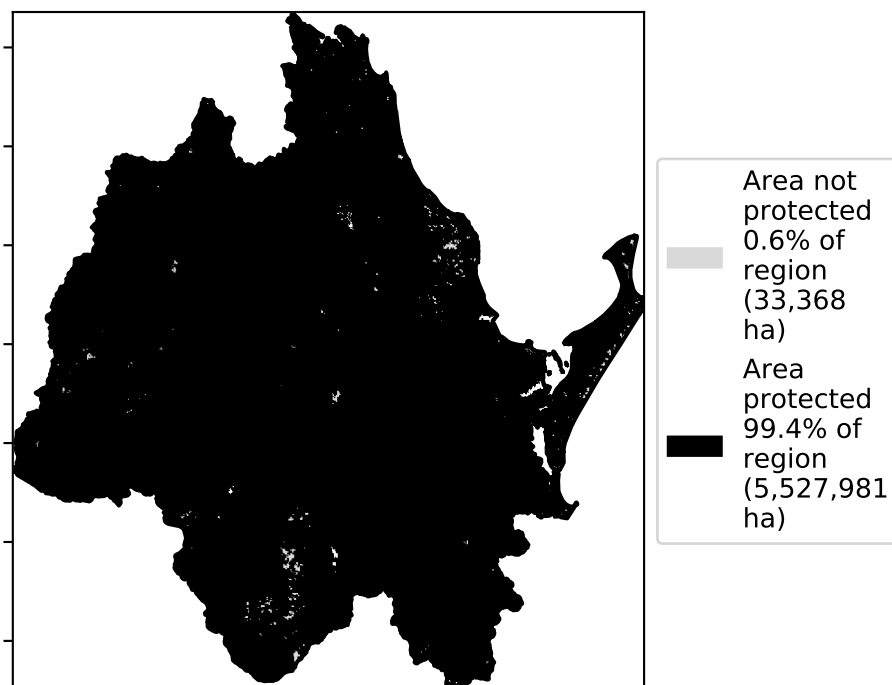 Area not
protected
0.6% of
region
(33,368
ha)
Area
protected
99.4% of
region
(5,527,981
ha)